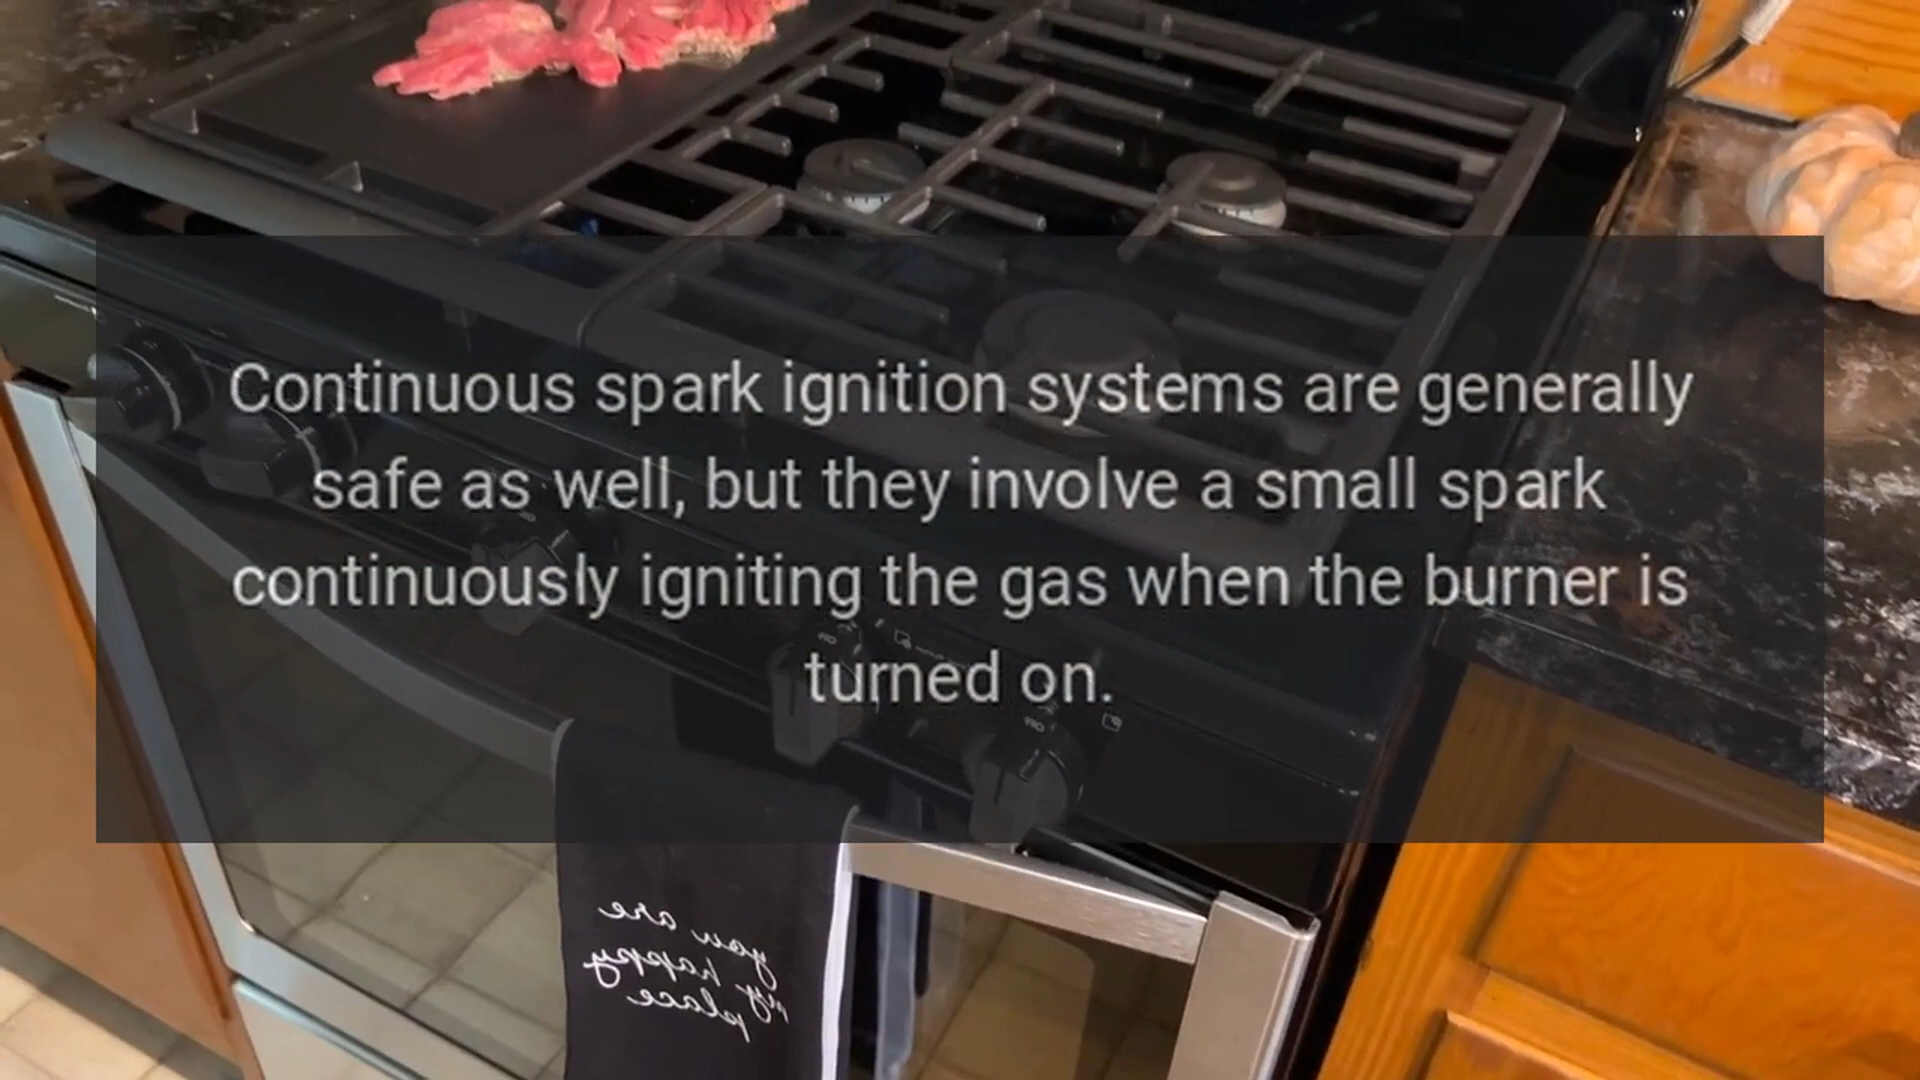 Continuous spark ignition systems are generally
safe as well, but they involve a small spark
continuously igniting the gas when the burner is
turned on.
you are
my happy
place